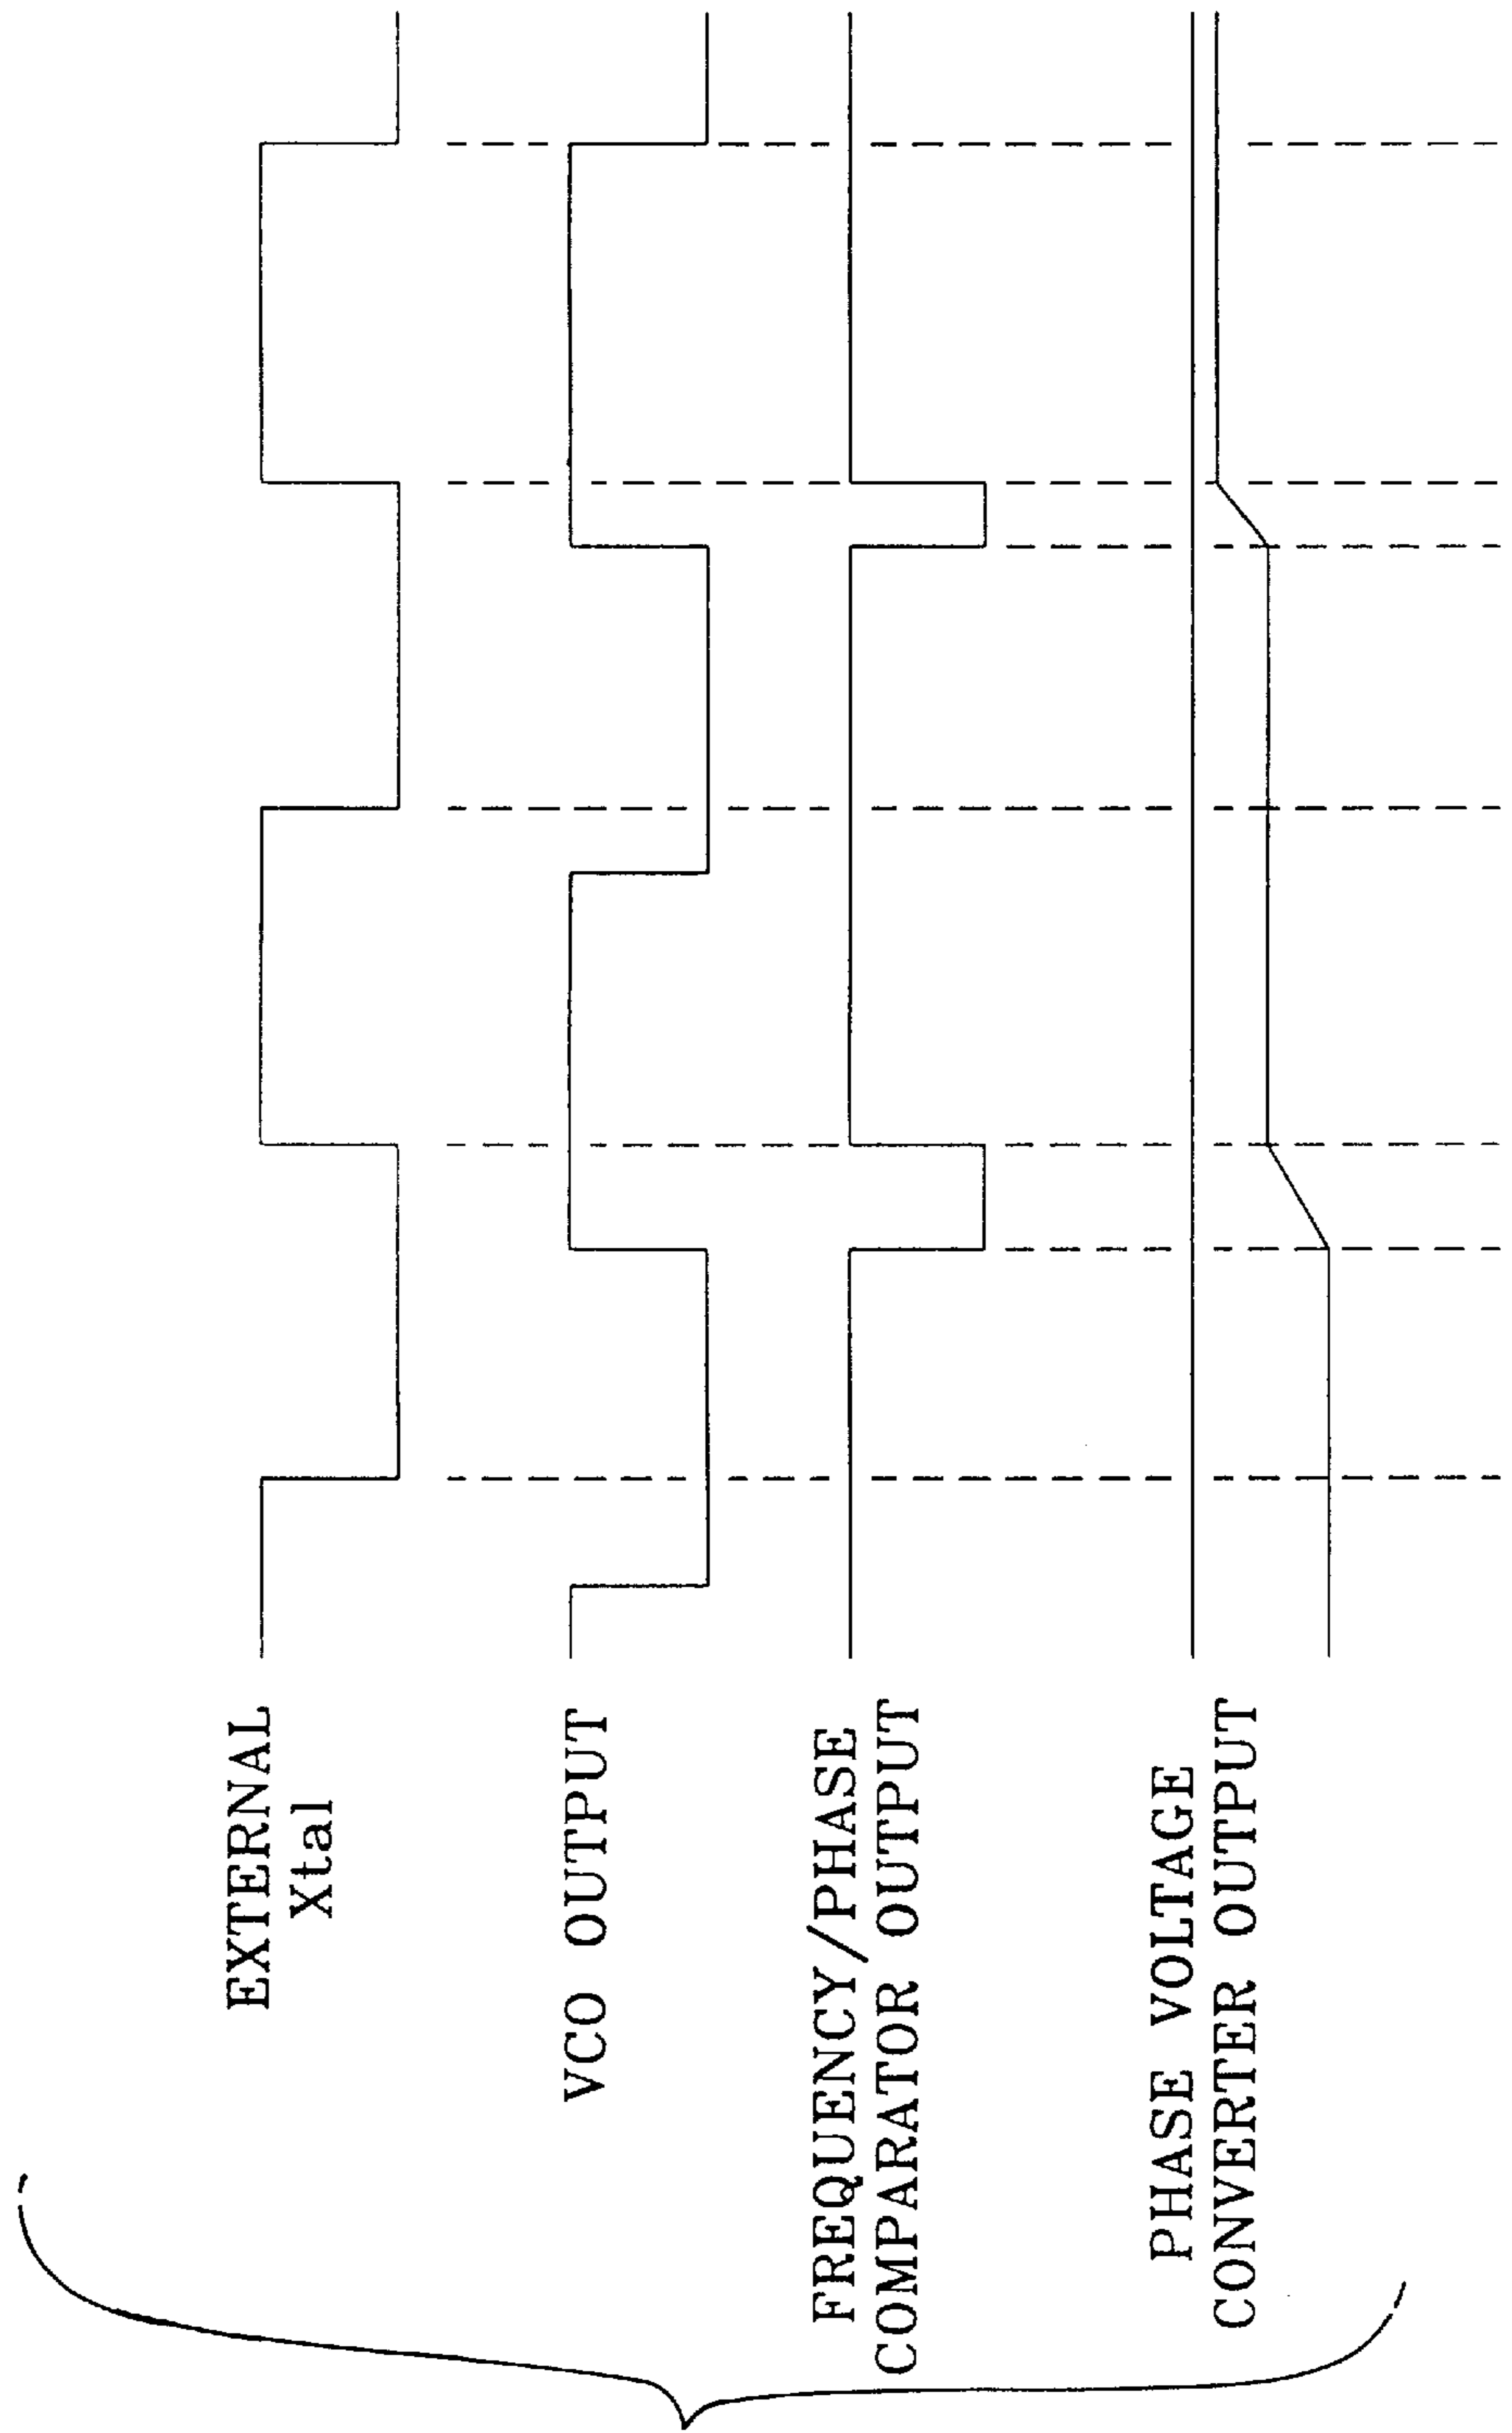 EXTERNAL
Xtal
VCO OUTPUT
FREQUENCY/PHASE
COMPARATOR OUTPUT
PHASE VOLTAGE
CONVERTER OUTPUT